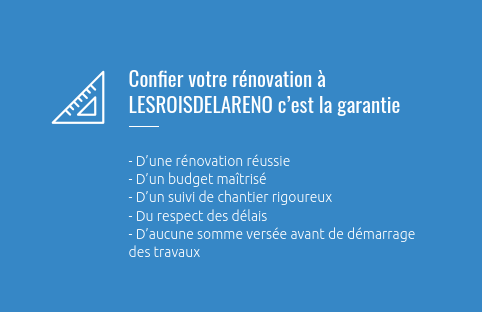 Confier votre rénovation à
LESROISDELARENO c’est la garantie
- D’une rénovation réussie
- D’un budget maîtrisé
- D’un suivi de chantier rigoureux
- Du respect des délais
- D’aucune somme versée avant de démarrage
des travaux